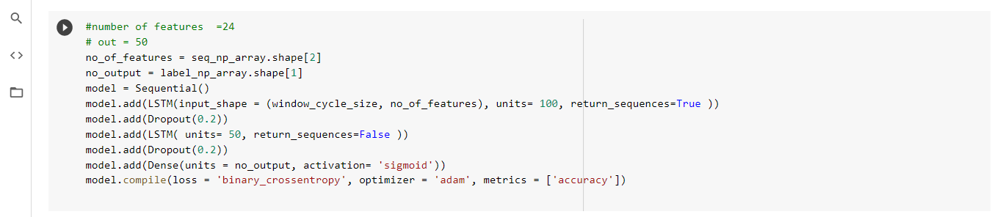 #number of features  =24
# out = 50
no_of_features = seq_np_array.shape[2]
no_output = label_np_array.shape[1]
model = Sequential()
model.add(LSTM(input_shape = (window_cycle_size, no_of_features), units= 100, return_sequences=True ))
model.add(Dropout(0.2))
model.add(LSTM( units= 50, return_sequences=False ))
model.add(Dropout(0.2))
model.add(Dense(units = no_output, activation= 'sigmoid'))
model.compile(loss = 'binary_crossentropy', optimizer = 'adam', metrics = ['accuracy'])